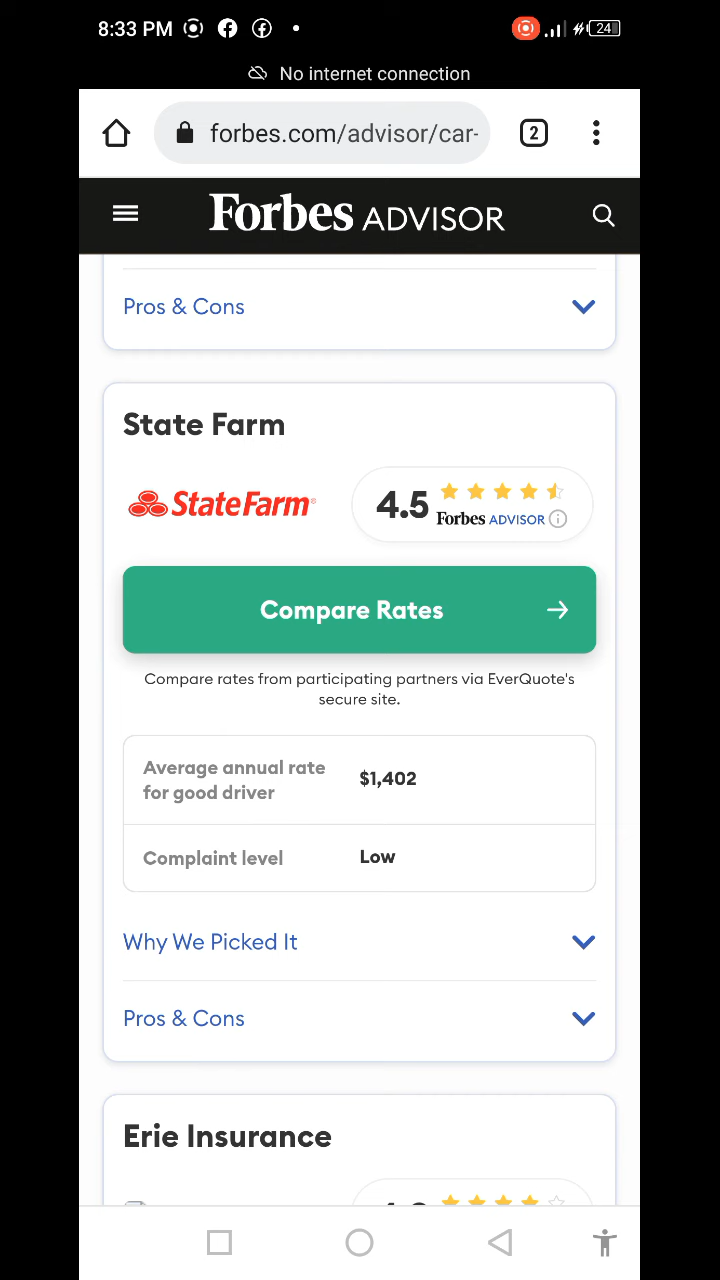 8:33 PM
24
No internet connection
forbes.com/advisor/car-
2
Forbes ADVISOR
Pros & Cons
State Farm
StateFarm®
4.5
Forbes ADVISOR
Compare Rates
Compare rates from participating partners via EverQuote's
secure site.
Average annual rate
for good driver
$1,402
Complaint level
Low
Why We Picked It
Pros & Cons
Erie Insurance